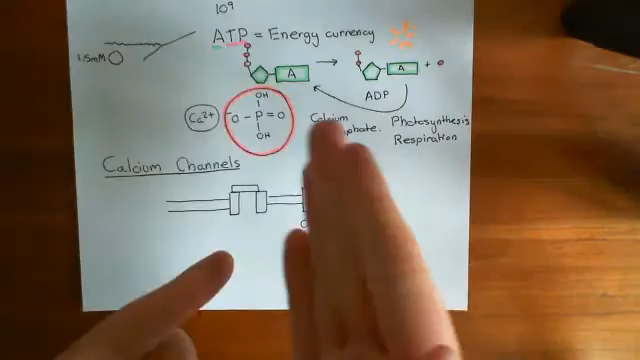 10⁹
ATP = Energy currency
1.5mM
A → A +
ADP
Ca²⁺
OH
⁻O - P = O
OH
Calcium
Photosynthesis
Respiration
Calcium Channels